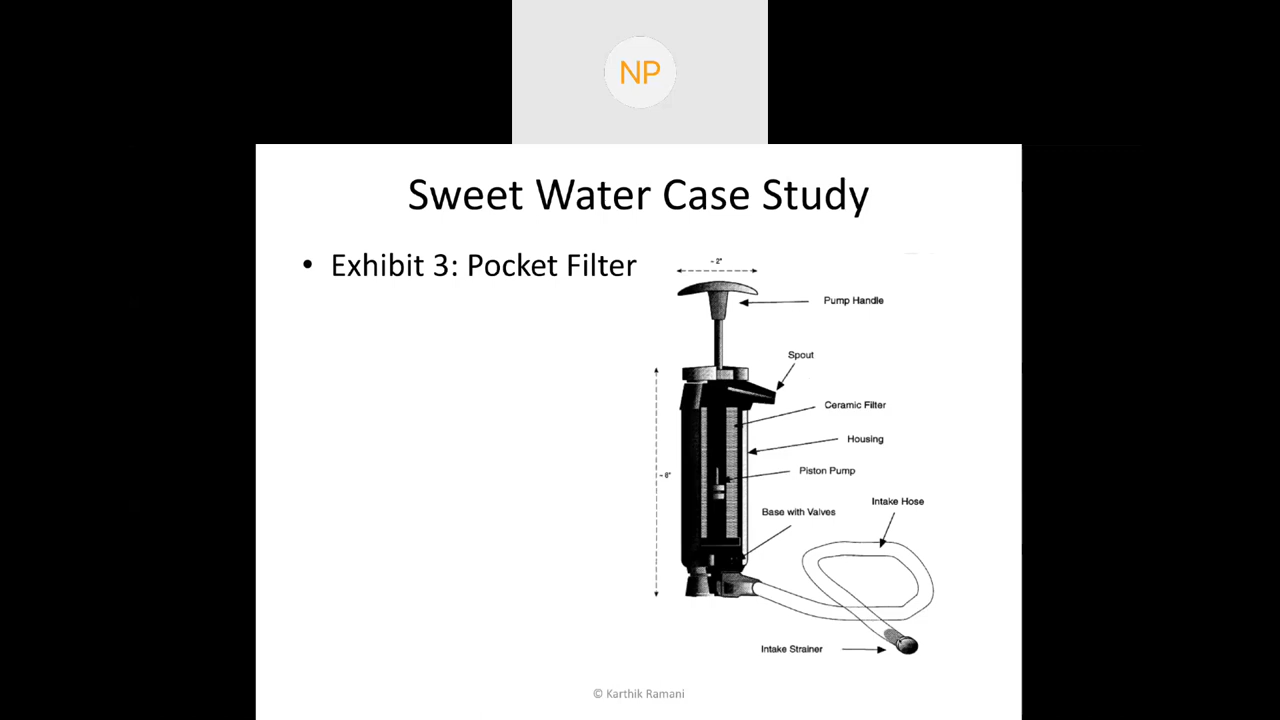 NP
Sweet Water Case Study
• Exhibit 3: Pocket Filter
~ 2"
Pump Handle
Spout
Ceramic Filter
Housing
Piston Pump
~ 6"
Intake Hose
Base with Valves
Intake Strainer
© Karthik Ramani